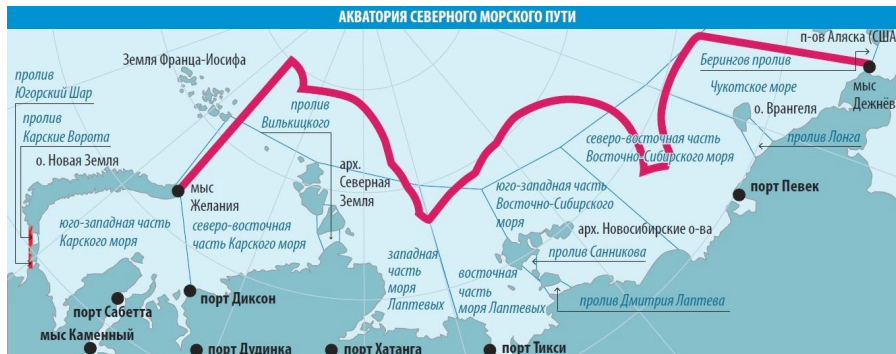 АКВАТОРИЯ СЕВЕРНОГО МОРСКОГО ПУТИ
п-ов Аляска (США
Земля Франца-Иосифа
Берингов пролив
пролив
Югорский Шар
пролив
Вилькицкого
Чукотское море
мыс
Дежнёв
пролив
Карские Ворота
о. Врангеля
о. Новая Земля
северо-восточная часть
Восточно-Сибирского моря
пролив Лонга
арх.
Северная
Земля
мыс
Желания
юго-западная часть
Восточно-Сибирского
моря
порт Певек
юго-западная часть
Карского моря
северо-восточная
часть Карского моря
арх. Новосибирские о-ва
западная
часть
моря
Лаптевых
пролив Санникова
восточная
часть
моря Лаптевых
порт Диксон
пролив Дмитрия Лаптева
порт Сабетта
мыс Каменный
порт Дудинка
порт Хатанга
порт Тикси